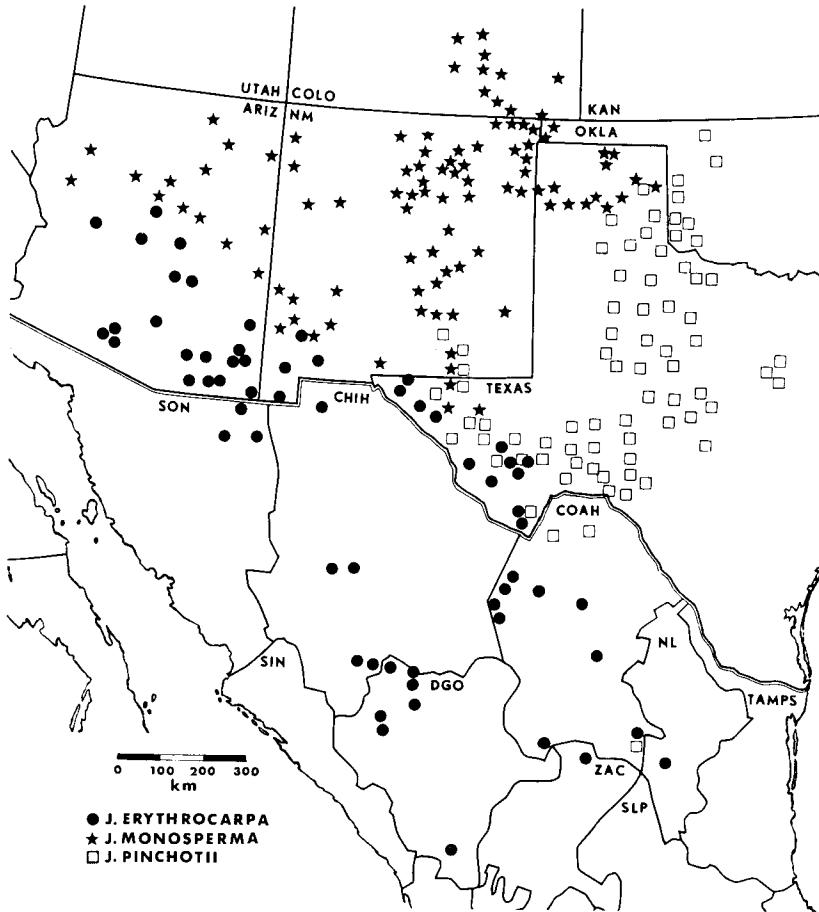 UTAH COLO
ARIZ NM
KAN
OKLA
TEXAS
SON
CHIH
COAH
SIN
DGO
NL
TAMPS
ZAC
SLP
0 100 200 300
km
J. ERYTHROCARPA
J. MONOSPERMA
J. PINCHOTII